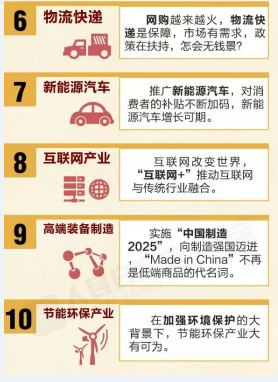 6
物流快递
网购越来越火，物流快
递是保障，市场有需求，政
策在扶持，怎会无钱景？
7
新能源汽车
推广新能源汽车，对消
费者的补贴不断加码，新能
源汽车增长可期。
8
互联网产业
互联网改变世界，
“互联网+”推动互联网
与传统行业融合。
9
高端装备制造
实施“中国制造
2025”，向制造强国迈进
，“Made in China”不再
是低端商品的代名词。
10
节能环保产业
在加强环境保护的大
背景下，节能环保产业大
有可为。